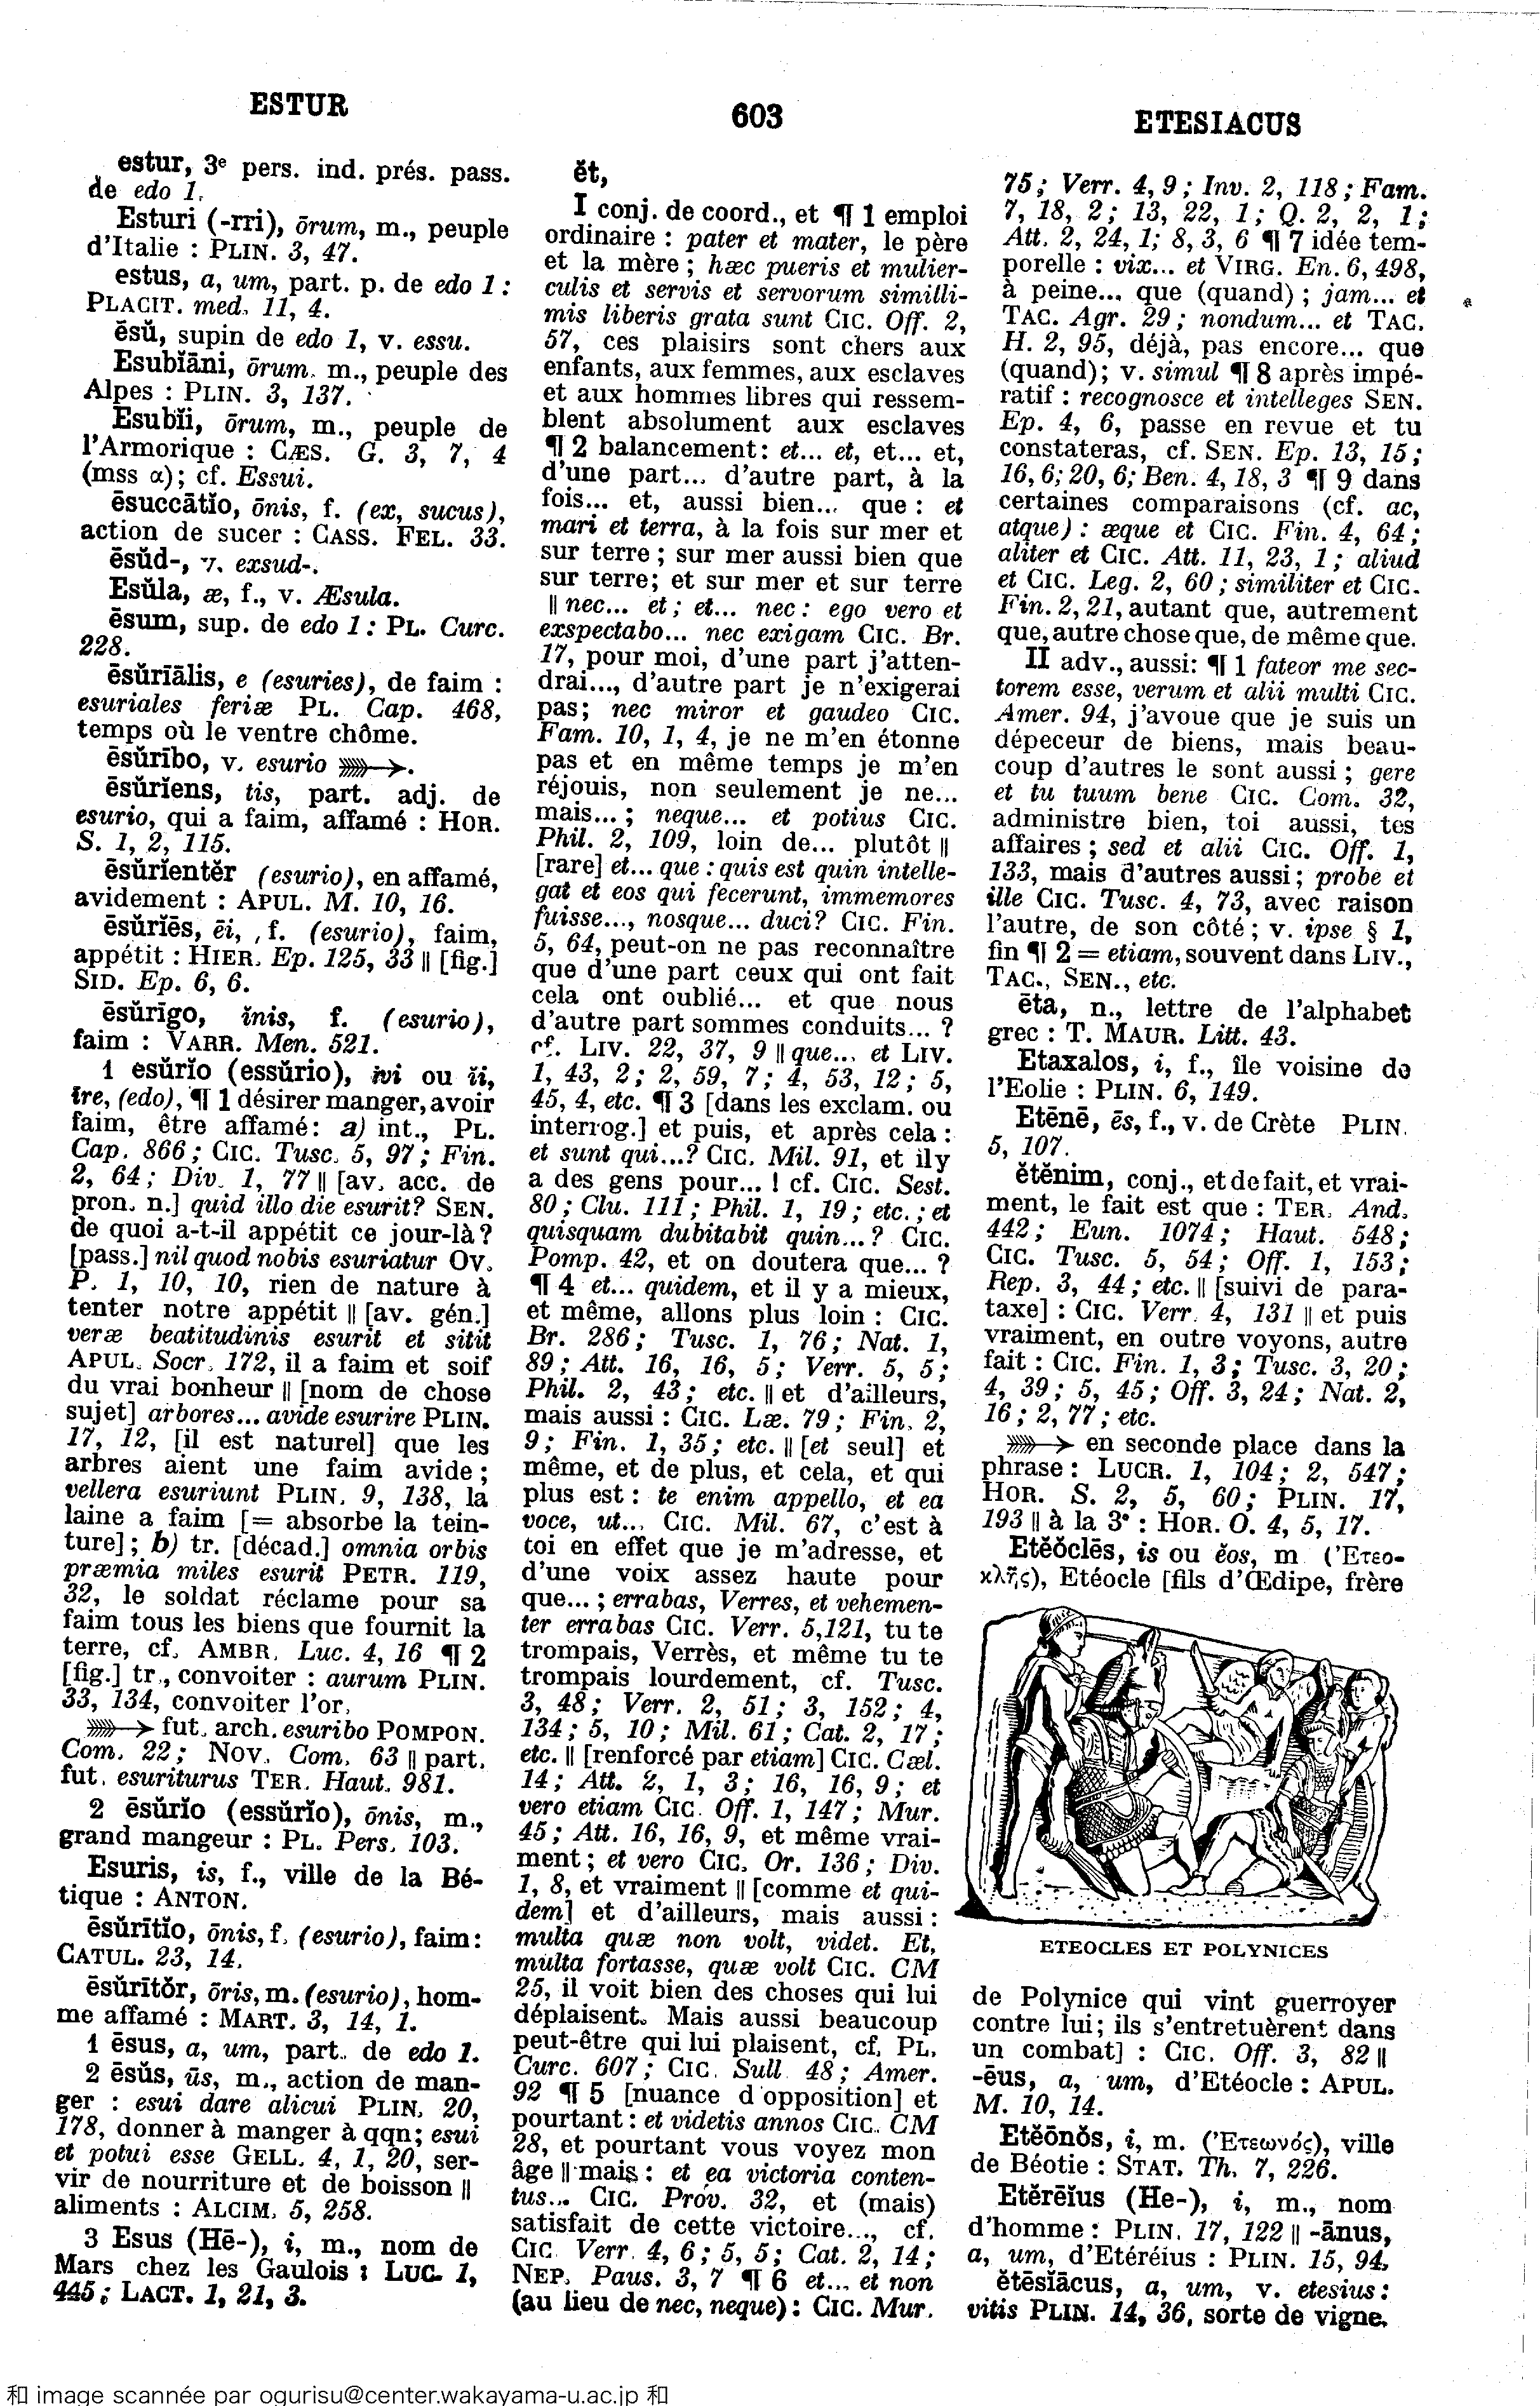 ESTUR
603
ETESIACUS
estur, 3e pers. ind. prés. pass.
de edo 1.
Esturi (-rri), ōrum, m., peuple
d'Italie : PLIN. 3, 47.
estus, a, um, part. p. de edo 1 :
PLACIT. med. 11, 4.
ēsŭ, supin de edo 1, v. essu.
Esubĭāni, ōrum, m., peuple des
Alpes : PLIN. 3, 137.
Esubĭi, ōrum, m., peuple de
l'Armorique : CÆS. G. 3, 7, 4
(mss α) ; cf. Essui.
ēsuccātĭo, ōnis, f. (ex, sucus),
action de sucer : CASS. FEL. 33.
ēsŭd-, v. exsud-.
Esŭla, æ, f., v. Æsula.
ēsum, sup. de edo 1 : PL. Curc.
228.
ēsŭrĭālis, e (esuries), de faim :
esuriales feriæ PL. Cap. 468,
temps où le ventre chôme.
ēsŭrībo, v. esurio ⟶.
ēsŭrĭens, tis, part. adj. de
esurio, qui a faim, affamé : HOR.
S. 1, 2, 115.
ēsŭrĭentĕr (esurio), en affamé,
avidement : APUL. M. 10, 16.
ēsŭrĭēs, ēi, f. (esurio), faim,
appétit : HIER. Ep. 125, 33 || [fig.]
SID. Ep. 6, 6.
ēsŭrīgo, ĭnis, f. (esurio),
faim : VARR. Men. 521.
1 ēsŭrĭo (essŭrio), īvi ou ĭi,
īre, (edo), ¶ 1 désirer manger, avoir
faim, être affamé : a) int., PL.
Cap. 866 ; CIC. Tusc. 5, 97 ; Fin.
2, 64 ; Div. 1, 77 || [av. acc. de
pron. n.] quid illo die esurit? SEN.
de quoi a-t-il appétit ce jour-là ?
[pass.] nil quod nobis esuriatur OV.
P. 1, 10, 10, rien de nature à
tenter notre appétit || [av. gén.]
veræ beatitudinis esurit et sitit
APUL. Socr. 172, il a faim et soif
du vrai bonheur || [nom de chose
sujet] arbores... avide esurire PLIN.
17, 12, [il est naturel] que les
arbres aient une faim avide ;
vellera esuriunt PLIN. 9, 138, la
laine a faim [= absorbe la tein-
ture] ; b) tr. [décad.] omnia orbis
præmia miles esurit PETR. 119,
32, le soldat réclame pour sa
faim tous les biens que fournit la
terre, cf. AMBR. Luc. 4, 16 ¶ 2
[fig.] tr., convoiter : aurum PLIN.
33, 134, convoiter l'or.
⟶ fut. arch. esuribo POMPON.
Com. 22 ; NOV. Com. 63 || part.
fut. esuriturus TER. Haut. 981.
2 ēsŭrĭo (essŭrĭo), ōnis, m.,
grand mangeur : PL. Pers. 103.
Esuris, is, f., ville de la Bé-
tique : ANTON.
ēsŭrītĭo, ōnis, f. (esurio), faim :
CATUL. 23, 14.
ēsŭrītŏr, ōris, m. (esurio), hom-
me affamé : MART. 3, 14, 1.
1 ēsus, a, um, part. de edo 1.
2 ēsŭs, ūs, m., action de man-
ger : esui dare alicui PLIN. 20,
178, donner à manger à qqn ; esui
et potui esse GELL. 4, 1, 20, ser-
vir de nourriture et de boisson ||
aliments : ALCIM. 5, 258.
3 Esus (Hē-), i, m., nom de
Mars chez les Gaulois : LUC. 1,
445 ; LACT. 1, 21, 3.
ĕt,
I conj. de coord., et ¶ 1 emploi
ordinaire : pater et mater, le père
et la mère ; hæc pueris et mulier-
culis et servis et servorum simillі-
mis liberis grata sunt CIC. Off. 2,
57, ces plaisirs sont chers aux
enfants, aux femmes, aux esclaves
et aux hommes libres qui ressem-
blent absolument aux esclaves
¶ 2 balancement : et... et, et... et,
d'une part... d'autre part, à la
fois... et, aussi bien... que : et
mari et terra, à la fois sur mer et
sur terre ; sur mer aussi bien que
sur terre ; et sur mer et sur terre
|| nec... et ; et... nec : ego vero et
exspectabo... nec exigam CIC. Br.
17, pour moi, d'une part j'atten-
drai..., d'autre part je n'exigerai
pas ; nec miror et gaudeo CIC.
Fam. 10, 1, 4, je ne m'en étonne
pas et en même temps je m'en
réjouis, non seulement je ne...
mais... ; neque... et potius CIC.
Phil. 2, 109, loin de... plutôt ||
[rare] et... que : quis est quin intelle-
gat et eos qui fecerunt, immemores
fuisse..., nosque... duci? CIC. Fin.
5, 64, peut-on ne pas reconnaître
que d'une part ceux qui ont fait
cela ont oublié... et que nous
d'autre part sommes conduits... ?
cf. LIV. 22, 37, 9 || que... et LIV.
1, 43, 2 ; 2, 59, 7 ; 4, 53, 12 ; 5,
45, 4, etc. ¶ 3 [dans les exclam. ou
interrog.] et puis, et après cela :
et sunt qui...? CIC. Mil. 91, et il y
a des gens pour... ! cf. CIC. Sest.
80 ; Clu. 111 ; Phil. 1, 19 ; etc. ; et
quisquam dubitabit quin...? CIC.
Pomp. 42, et on doutera que... ?
¶ 4 et... quidem, et il y a mieux,
et même, allons plus loin : CIC.
Br. 286 ; Tusc. 1, 76 ; Nat. 1,
89 ; Att. 16, 16, 5 ; Verr. 5, 5 ;
Phil. 2, 43 ; etc. || et d'ailleurs,
mais aussi : CIC. Læ. 79 ; Fin. 2,
9 ; Fin. 1, 35 ; etc. || [et seul] et
même, et de plus, et cela, et qui
plus est : te enim appello, et ea
voce, ut... CIC. Mil. 67, c'est à
toi en effet que je m'adresse, et
d'une voix assez haute pour
que... ; errabas, Verres, et vehemen-
ter errabas CIC. Verr. 5,121, tu te
trompais, Verrès, et même tu te
trompais lourdement, cf. Tusc.
3, 48 ; Verr. 2, 51 ; 3, 152 ; 4,
134 ; 5, 10 ; Mil. 61 ; Cat. 2, 17 ;
etc. || [renforcé par etiam] CIC. Cæl.
14 ; Att. 2, 1, 3 ; 16, 16, 9 ; et
vero etiam CIC. Off. 1, 147 ; Mur.
45 ; Att. 16, 16, 9, et même vrai-
ment ; et vero CIC. Or. 136 ; Div.
1, 8, et vraiment || [comme et qui-
dem] et d'ailleurs, mais aussi :
multa quæ non volt, videt. Et,
multa fortasse, quæ volt CIC. CM
25, il voit bien des choses qui lui
déplaisent. Mais aussi beaucoup
peut-être qui lui plaisent, cf. PL.
Curc. 607 ; CIC. Sull 48 ; Amer.
92 ¶ 5 [nuance d'opposition] et
pourtant : et videtis annos CIC. CM
28, et pourtant vous voyez mon
âge || mais : et ea victoria conten-
tus... CIC. Prov. 32, et (mais)
satisfait de cette victoire..., cf.
CIC. Verr. 4, 6 ; 5, 5 ; Cat. 2, 14 ;
NEP. Paus. 3, 7 ¶ 6 et... et non
(au lieu de nec, neque) : CIC. Mur.
75 ; Verr. 4, 9 ; Inv. 2, 118 ; Fam.
7, 18, 2 ; 13, 22, 1 ; Q. 2, 2, 1 ;
Att. 2, 24, 1 ; 8, 3, 6 ¶ 7 idée tem-
porelle : vix... et VIRG. En. 6, 498,
à peine... que (quand) ; jam... et
TAC. Agr. 29 ; nondum... et TAC.
H. 2, 95, déjà, pas encore... que
(quand) ; v. simul ¶ 8 après impé-
ratif : recognosce et intelleges SEN.
Ep. 4, 6, passe en revue et tu
constateras, cf. SEN. Ep. 13, 15 ;
16, 6 ; 20, 6 ; Ben. 4, 18, 3 ¶ 9 dans
certaines comparaisons (cf. ac,
atque) : æque et CIC. Fin. 4, 64 ;
aliter et CIC. Att. 11, 23, 1 ; aliud
et CIC. Leg. 2, 60 ; similiter et CIC.
Fin. 2, 21, autant que, autrement
que, autre chose que, de même que.
II adv., aussi : ¶ 1 fateor me sec-
torem esse, verum et alii multi CIC.
Amer. 94, j'avoue que je suis un
dépeceur de biens, mais beau-
coup d'autres le sont aussi ; gere
et tu tuum bene CIC. Com. 32,
administre bien, toi aussi, tes
affaires ; sed et alii CIC. Off. 1,
133, mais d'autres aussi ; probe et
ille CIC. Tusc. 4, 73, avec raison
l'autre, de son côté ; v. ipse § 1,
fin ¶ 2 = etiam, souvent dans LIV.,
TAC., SEN., etc.
ēta, n., lettre de l'alphabet
grec : T. MAUR. Litt. 43.
Etaxalos, i, f., île voisine de
l'Eolie : PLIN. 6, 149.
Etēnē, ēs, f., v. de Crète PLIN.
5, 107.
ĕtĕnim, conj., et de fait, et vrai-
ment, le fait est que : TER. And.
442 ; Eun. 1074 ; Haut. 548 ;
CIC. Tusc. 5, 54 ; Off. 1, 153 ;
Rep. 3, 44 ; etc. || [suivi de para-
taxe] : CIC. Verr. 4, 131 || et puis
vraiment, en outre voyons, autre
fait : CIC. Fin. 1, 3 ; Tusc. 3, 20 ;
4, 39 ; 5, 45 ; Off. 3, 24 ; Nat. 2,
16 ; 2, 77 ; etc.
⟶ en seconde place dans la
phrase : LUCR. 1, 104 ; 2, 547 ;
HOR. S. 2, 5, 60 ; PLIN. 17,
193 || à la 3e : HOR. O. 4, 5, 17.
Etĕŏclēs, is ou ĕos, m (Ἐτεο-
κλῆς), Etéocle [fils d'Œdipe, frère
ETEOCLES ET POLYNICES
de Polynice qui vint guerroyer
contre lui ; ils s'entretuèrent dans
un combat] : CIC. Off. 3, 82 ||
-ēus, a, um, d'Etéocle : APUL.
M. 10, 14.
Etĕōnŏs, i, m. (Ἐτεωνός), ville
de Béotie : STAT. Th. 7, 226.
Etĕrēĭus (He-), i, m., nom
d'homme : PLIN. 17, 122 || -ānus,
a, um, d'Etéréius : PLIN. 15, 94.
ĕtēsĭăcus, a, um, v. etesius :
vitis PLIN. 14, 36, sorte de vigne.
和 image scannée par ogurisu@center.wakayama-u.ac.jp 和